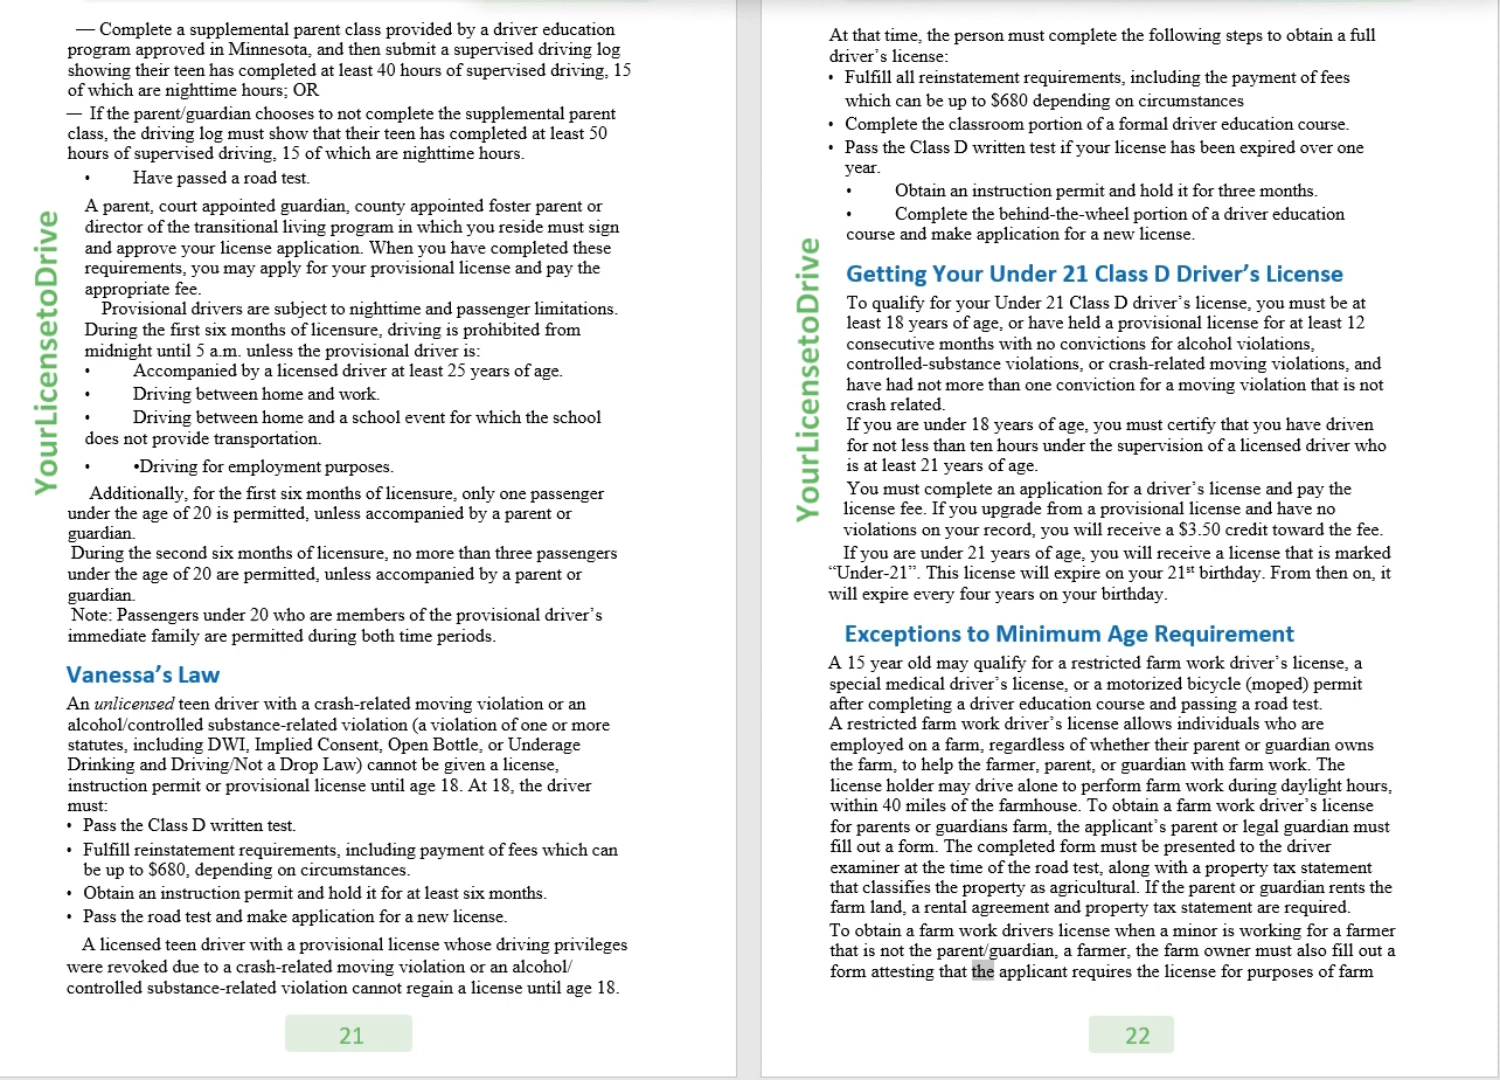 — Complete a supplemental parent class provided by a driver education
program approved in Minnesota, and then submit a supervised driving log
showing their teen has completed at least 40 hours of supervised driving, 15
of which are nighttime hours; OR
— If the parent/guardian chooses to not complete the supplemental parent
class, the driving log must show that their teen has completed at least 50
hours of supervised driving, 15 of which are nighttime hours.
• Have passed a road test.
A parent, court appointed guardian, county appointed foster parent or
director of the transitional living program in which you reside must sign
and approve your license application. When you have completed these
requirements, you may apply for your provisional license and pay the
appropriate fee.
Provisional drivers are subject to nighttime and passenger limitations.
During the first six months of licensure, driving is prohibited from
midnight until 5 a.m. unless the provisional driver is:
• Accompanied by a licensed driver at least 25 years of age.
• Driving between home and work.
• Driving between home and a school event for which the school
does not provide transportation.
• •Driving for employment purposes.
Additionally, for the first six months of licensure, only one passenger
under the age of 20 is permitted, unless accompanied by a parent or
guardian.
During the second six months of licensure, no more than three passengers
under the age of 20 are permitted, unless accompanied by a parent or
guardian.
Note: Passengers under 20 who are members of the provisional driver's
immediate family are permitted during both time periods.
Vanessa's Law
An unlicensed teen driver with a crash-related moving violation or an
alcohol/controlled substance-related violation (a violation of one or more
statutes, including DWI, Implied Consent, Open Bottle, or Underage
Drinking and Driving/Not a Drop Law) cannot be given a license,
instruction permit or provisional license until age 18. At 18, the driver
must:
• Pass the Class D written test.
• Fulfill reinstatement requirements, including payment of fees which can
be up to $680, depending on circumstances.
• Obtain an instruction permit and hold it for at least six months.
• Pass the road test and make application for a new license.
A licensed teen driver with a provisional license whose driving privileges
were revoked due to a crash-related moving violation or an alcohol/
controlled substance-related violation cannot regain a license until age 18.
YourLicensetoDrive
21
At that time, the person must complete the following steps to obtain a full
driver's license:
• Fulfill all reinstatement requirements, including the payment of fees
which can be up to $680 depending on circumstances
• Complete the classroom portion of a formal driver education course.
• Pass the Class D written test if your license has been expired over one
year.
• Obtain an instruction permit and hold it for three months.
• Complete the behind-the-wheel portion of a driver education
course and make application for a new license.
Getting Your Under 21 Class D Driver's License
To qualify for your Under 21 Class D driver's license, you must be at
least 18 years of age, or have held a provisional license for at least 12
consecutive months with no convictions for alcohol violations,
controlled-substance violations, or crash-related moving violations, and
have had not more than one conviction for a moving violation that is not
crash related.
If you are under 18 years of age, you must certify that you have driven
for not less than ten hours under the supervision of a licensed driver who
is at least 21 years of age.
You must complete an application for a driver's license and pay the
license fee. If you upgrade from a provisional license and have no
violations on your record, you will receive a $3.50 credit toward the fee.
If you are under 21 years of age, you will receive a license that is marked
“Under-21”. This license will expire on your 21st birthday. From then on, it
will expire every four years on your birthday.
Exceptions to Minimum Age Requirement
A 15 year old may qualify for a restricted farm work driver's license, a
special medical driver's license, or a motorized bicycle (moped) permit
after completing a driver education course and passing a road test.
A restricted farm work driver's license allows individuals who are
employed on a farm, regardless of whether their parent or guardian owns
the farm, to help the farmer, parent, or guardian with farm work. The
license holder may drive alone to perform farm work during daylight hours,
within 40 miles of the farmhouse. To obtain a farm work driver's license
for parents or guardians farm, the applicant's parent or legal guardian must
fill out a form. The completed form must be presented to the driver
examiner at the time of the road test, along with a property tax statement
that classifies the property as agricultural. If the parent or guardian rents the
farm land, a rental agreement and property tax statement are required.
To obtain a farm work drivers license when a minor is working for a farmer
that is not the parent/guardian, a farmer, the farm owner must also fill out a
form attesting that the applicant requires the license for purposes of farm
YourLicensetoDrive
22